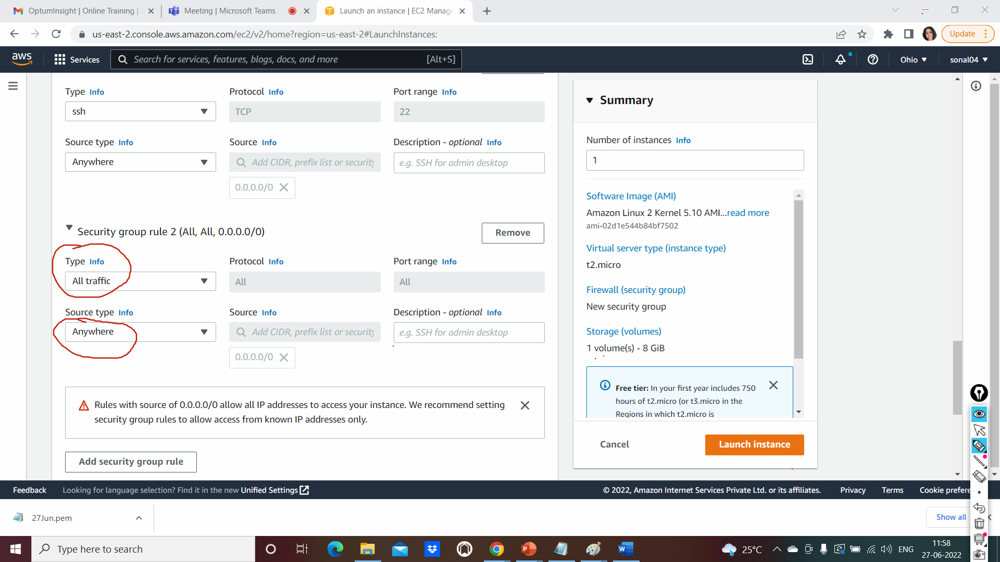 OptumInsight | Online Training |
Meeting | Microsoft Teams
Launch an instance | EC2 Manage
us-east-2.console.aws.amazon.com/ec2/v2/home?region=us-east-2#LaunchInstances:
Update
aws
Services
Search for services, features, blogs, docs, and more
[Alt+S]
Ohio
sonal04
Type Info
Protocol Info
Port range Info
ssh
TCP
22
Source type Info
Source Info
Description - optional Info
Anywhere
Add CIDR, prefix list or security
e.g. SSH for admin desktop
0.0.0.0/0
Security group rule 2 (All, All, 0.0.0.0/0)
Remove
Type Info
Protocol Info
Port range Info
All traffic
All
All
Source type Info
Source Info
Description - optional Info
Anywhere
Add CIDR, prefix list or security
e.g. SSH for admin desktop
0.0.0.0/0
Rules with source of 0.0.0.0/0 allow all IP addresses to access your instance. We recommend setting
security group rules to allow access from known IP addresses only.
Add security group rule
Summary
Number of instances Info
1
Software Image (AMI)
Amazon Linux 2 Kernel 5.10 AMI...read more
ami-02d1e544b84bf7502
Virtual server type (instance type)
t2.micro
Firewall (security group)
New security group
Storage (volumes)
1 volume(s) - 8 GiB
Free tier: In your first year includes 750
hours of t2.micro (or t3.micro in the
Regions in which t2.micro is
Cancel
Launch instance
Feedback
Looking for language selection? Find it in the new Unified Settings
© 2022, Amazon Internet Services Private Ltd. or its affiliates.
Privacy
Terms
Cookie prefere
27Jun.pem
Show all
Type here to search
25°C
ENG
11:58
27-06-2022